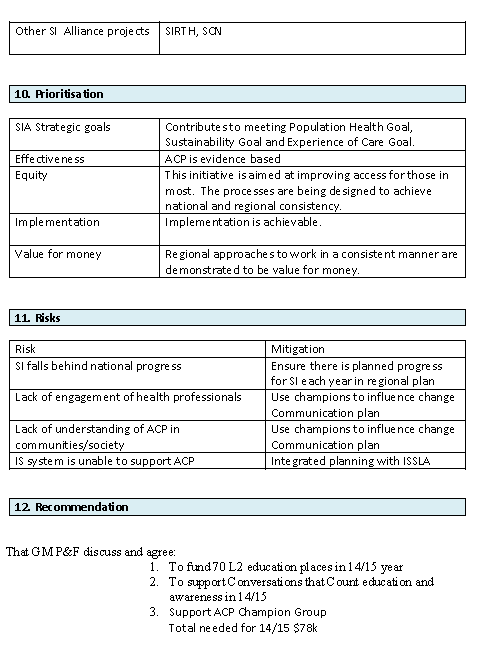 Other SI Alliance projects SIRTH, SCN
10. Prioritisation
SIA Strategic goals Contributes to meeting Population Health Goal,
Sustainability Goal and Experience of Care Goal.
Effectiveness ACP is evidence based
Equity This initiative is aimed at improving access for those in
most. The processes are being designed to achieve
national and regional consistency.
Implementation Implementation is achievable.
Value for money Regional approaches to work in a consistent manner are
demonstrated to be value for money.
11. Risks
Risk Mitigation
SI falls behind national progress Ensure there is planned progress
for SI each year in regional plan
Lack of engagement of health professionals Use champions to influence change
Communication plan
Lack of understanding of ACP in Use champions to influence change
communities/society Communication plan
IS system is unable to support ACP Integrated planning with ISSLA
12. Recommendation
That GM P&F discuss and agree:
1. To fund 70 L2 education places in 14/15 year
2. To support Conversations that Count education and
awareness in 14/15
3. Support ACP Champion Group
Total needed for 14/15 $78k